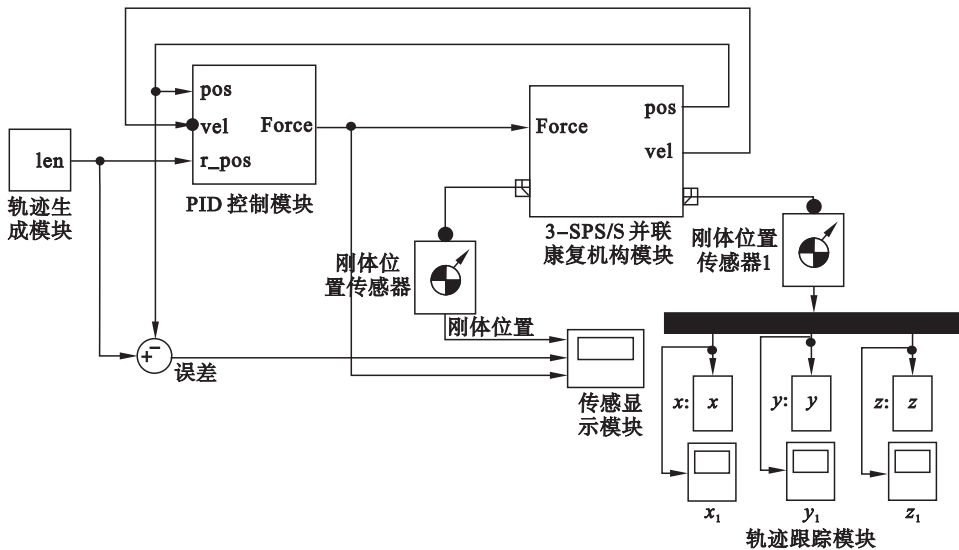 len
轨迹生
成模块
pos
vel
r_pos
Force
PID 控制模块
Force
pos
vel
3-SPS/S 并联
康复机构模块
刚体位
置传感器
刚体位置
传感器1
刚体位置
误差
传感显
示模块
x: x
y: y
z: z
x₁
y₁
z₁
轨迹跟踪模块